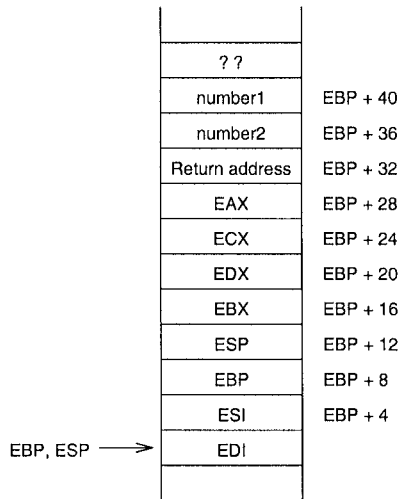 ? ?
number1 EBP + 40
number2 EBP + 36
Return address EBP + 32
EAX EBP + 28
ECX EBP + 24
EDX EBP + 20
EBX EBP + 16
ESP EBP + 12
EBP EBP + 8
ESI EBP + 4
EBP, ESP EDI